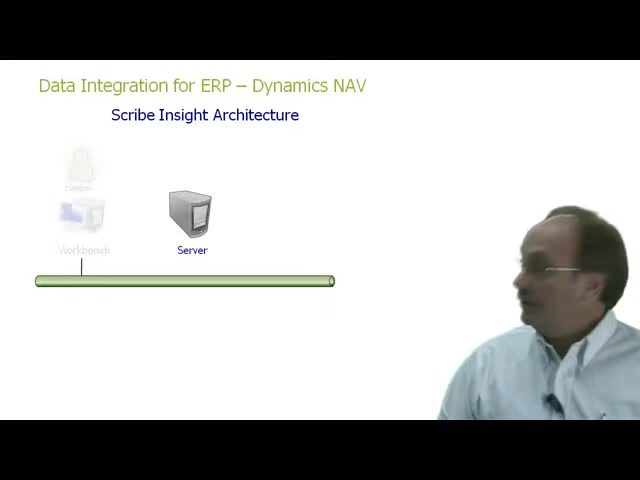 Data Integration for ERP – Dynamics NAV
Scribe Insight Architecture
Workbench
Server